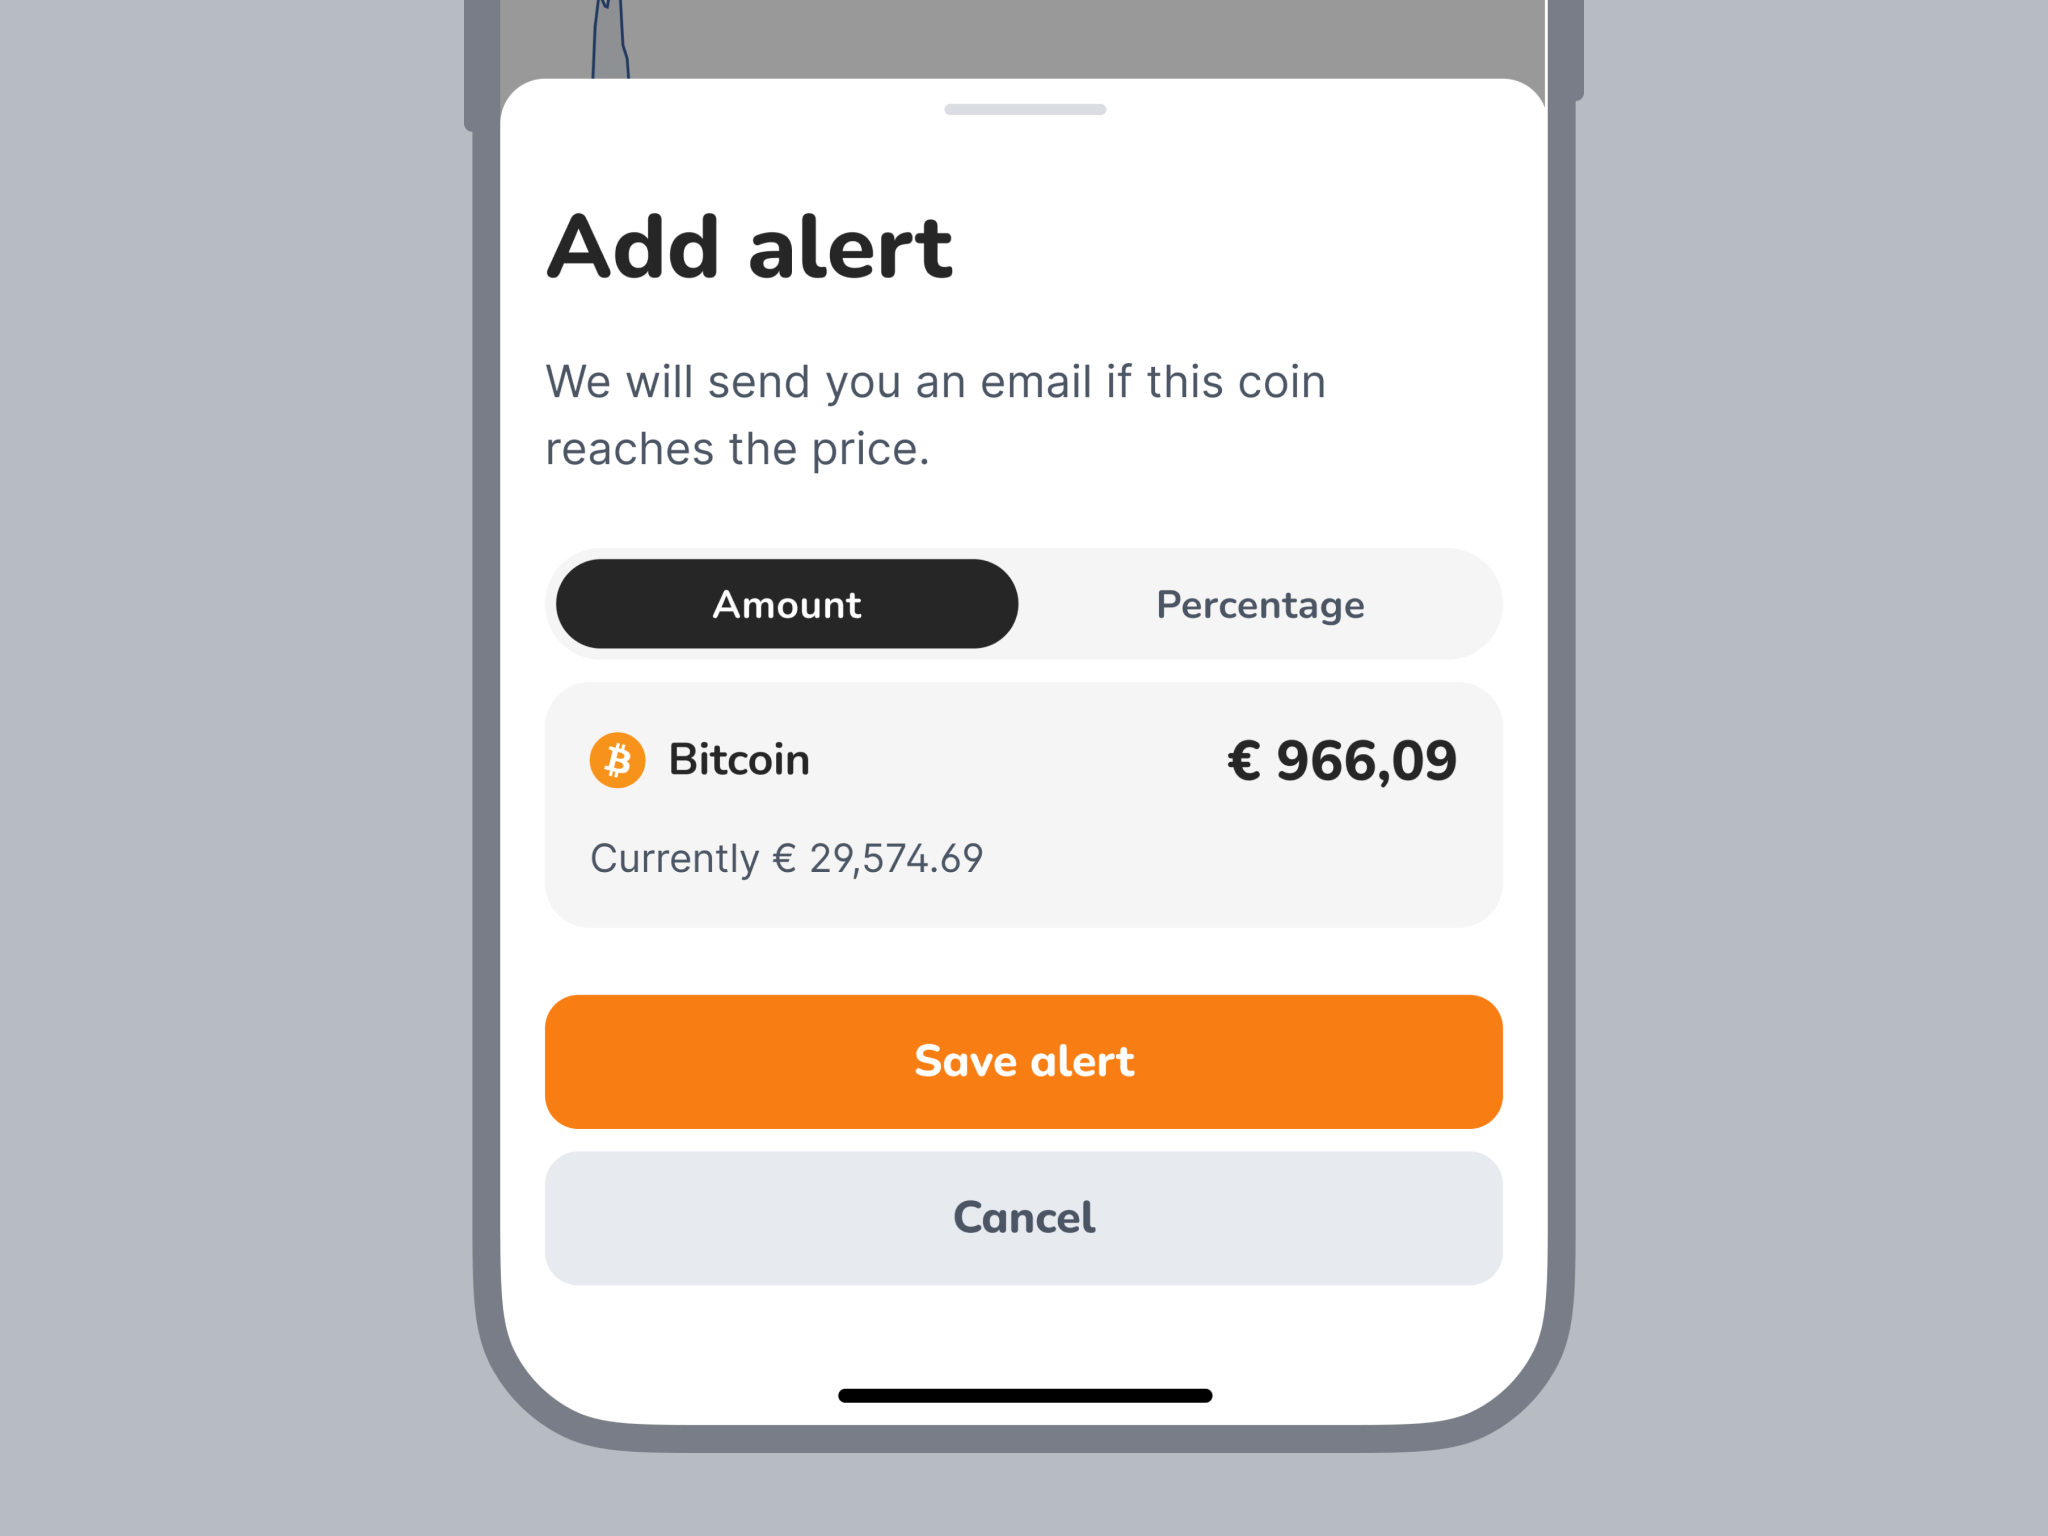 Add alert
We will send you an email if this coin
reaches the price.
Amount Percentage
Bitcoin € 966,09
Currently € 29,574.69
Save alert
Cancel